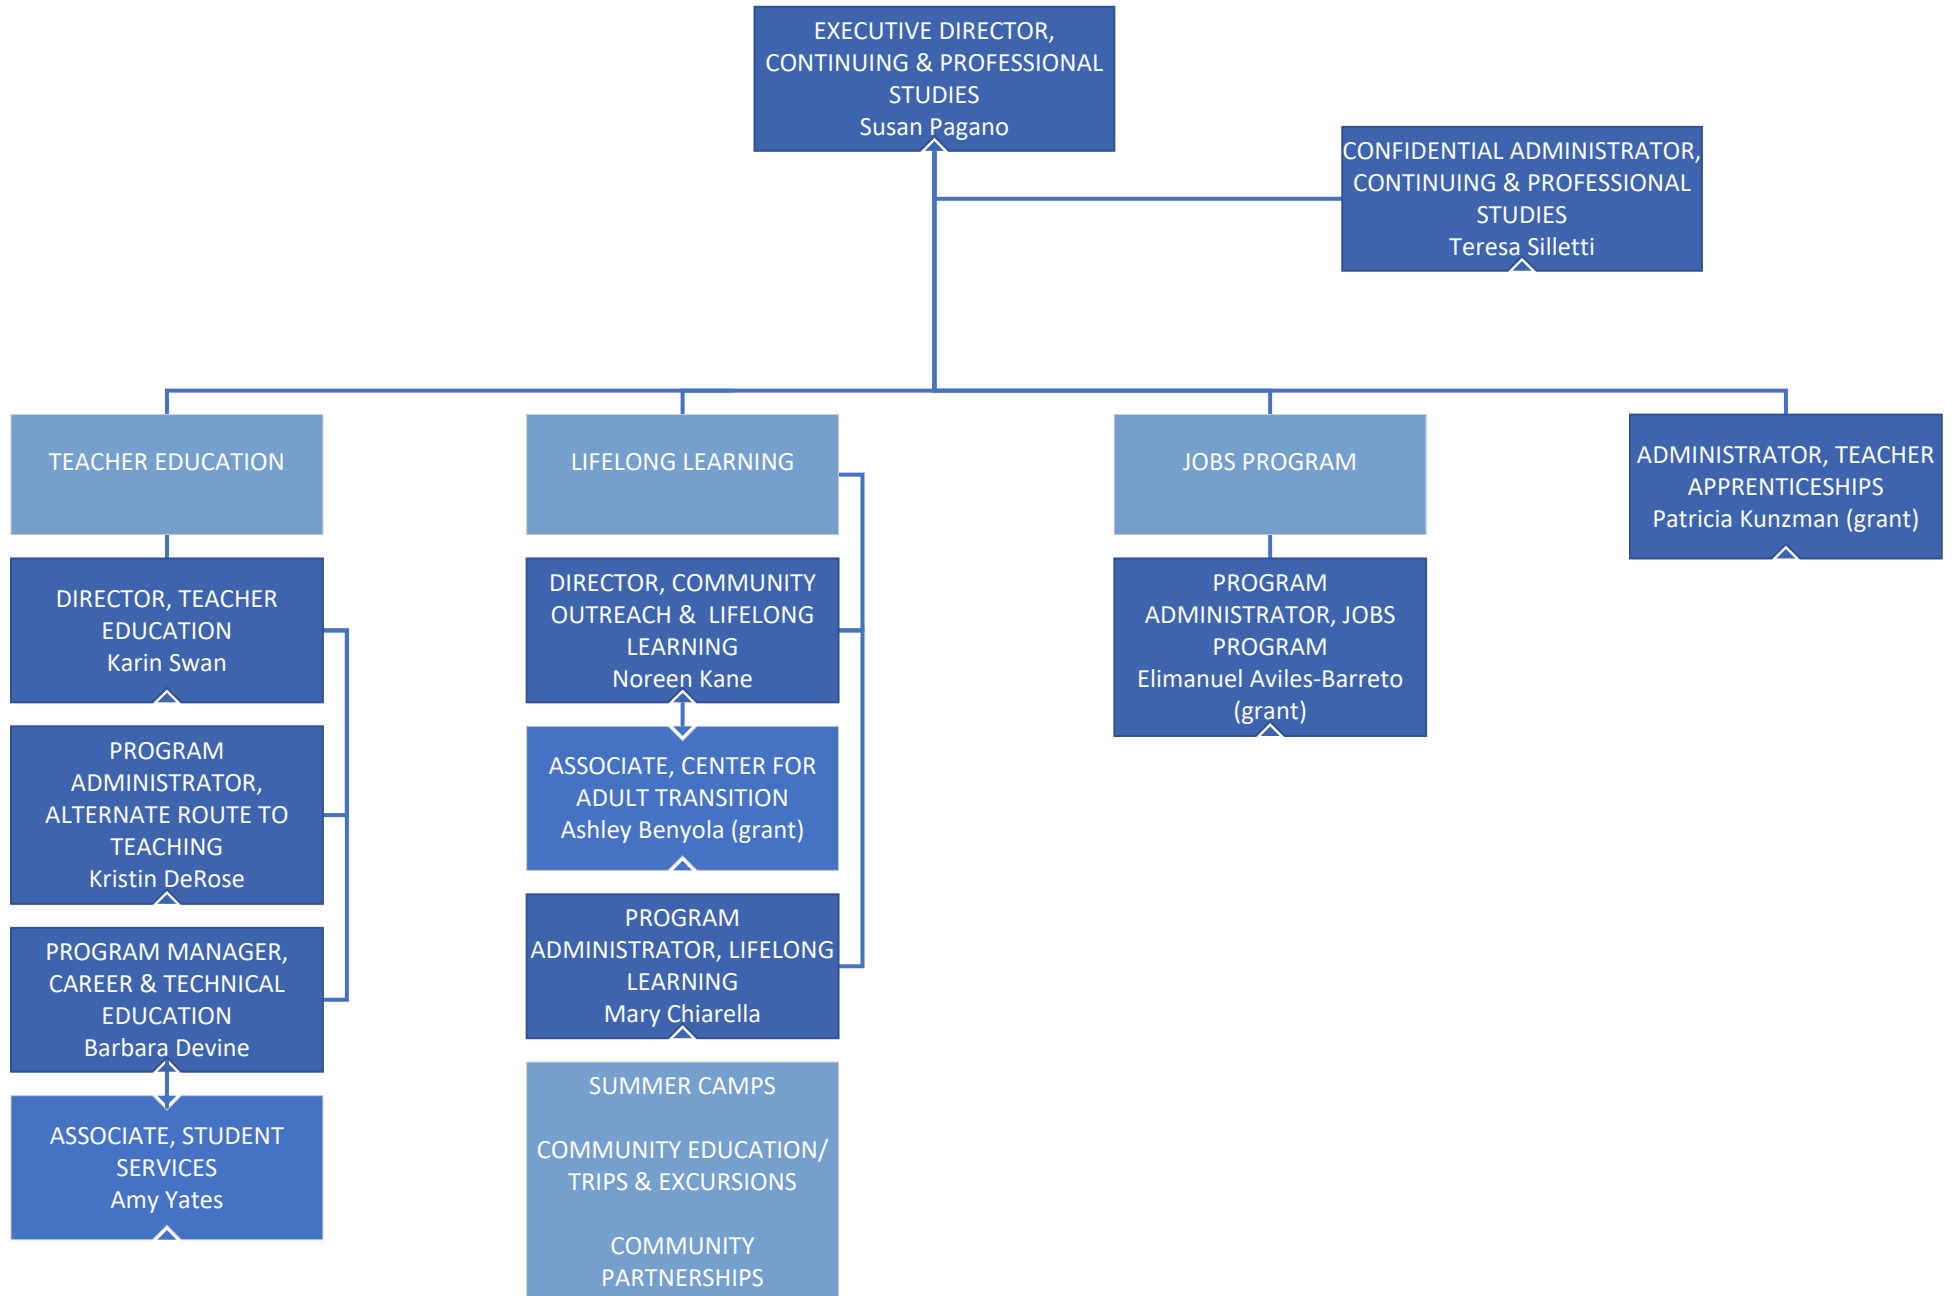 EXECUTIVE DIRECTOR,
CONTINUING & PROFESSIONAL
STUDIES
Susan Pagano
CONFIDENTIAL ADMINISTRATOR,
CONTINUING & PROFESSIONAL
STUDIES
Teresa Silletti
TEACHER EDUCATION
DIRECTOR, TEACHER
EDUCATION
Karin Swan
PROGRAM
ADMINISTRATOR,
ALTERNATE ROUTE TO
TEACHING
Kristin DeRose
PROGRAM MANAGER,
CAREER & TECHNICAL
EDUCATION
Barbara Devine
ASSOCIATE, STUDENT
SERVICES
Amy Yates
LIFELONG LEARNING
DIRECTOR, COMMUNITY
OUTREACH & LIFELONG
LEARNING
Noreen Kane
ASSOCIATE, CENTER FOR
ADULT TRANSITION
Ashley Benyola (grant)
PROGRAM
ADMINISTRATOR, LIFELONG
LEARNING
Mary Chiarella
SUMMER CAMPS
COMMUNITY EDUCATION/
TRIPS & EXCURSIONS
COMMUNITY
PARTNERSHIPS
JOBS PROGRAM
PROGRAM
ADMINISTRATOR, JOBS
PROGRAM
Elimanuel Aviles-Barreto
(grant)
ADMINISTRATOR, TEACHER
APPRENTICESHIPS
Patricia Kunzman (grant)